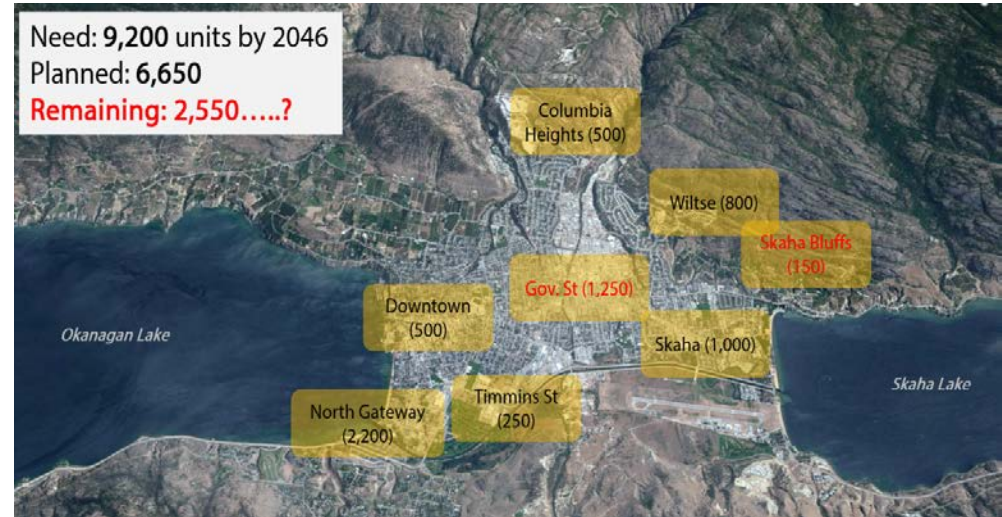 Need: 9,200 units by 2046
Planned: 6,650
Remaining: 2,550.....?
Columbia
Heights (500)
Wiltse (800)
Skaha Bluffs
(150)
Gov. St (1,250)
Downtown
(500)
Okanagan Lake
Skaha (1,000)
Skaha Lake
Timmins St
(250)
North Gateway
(2,200)